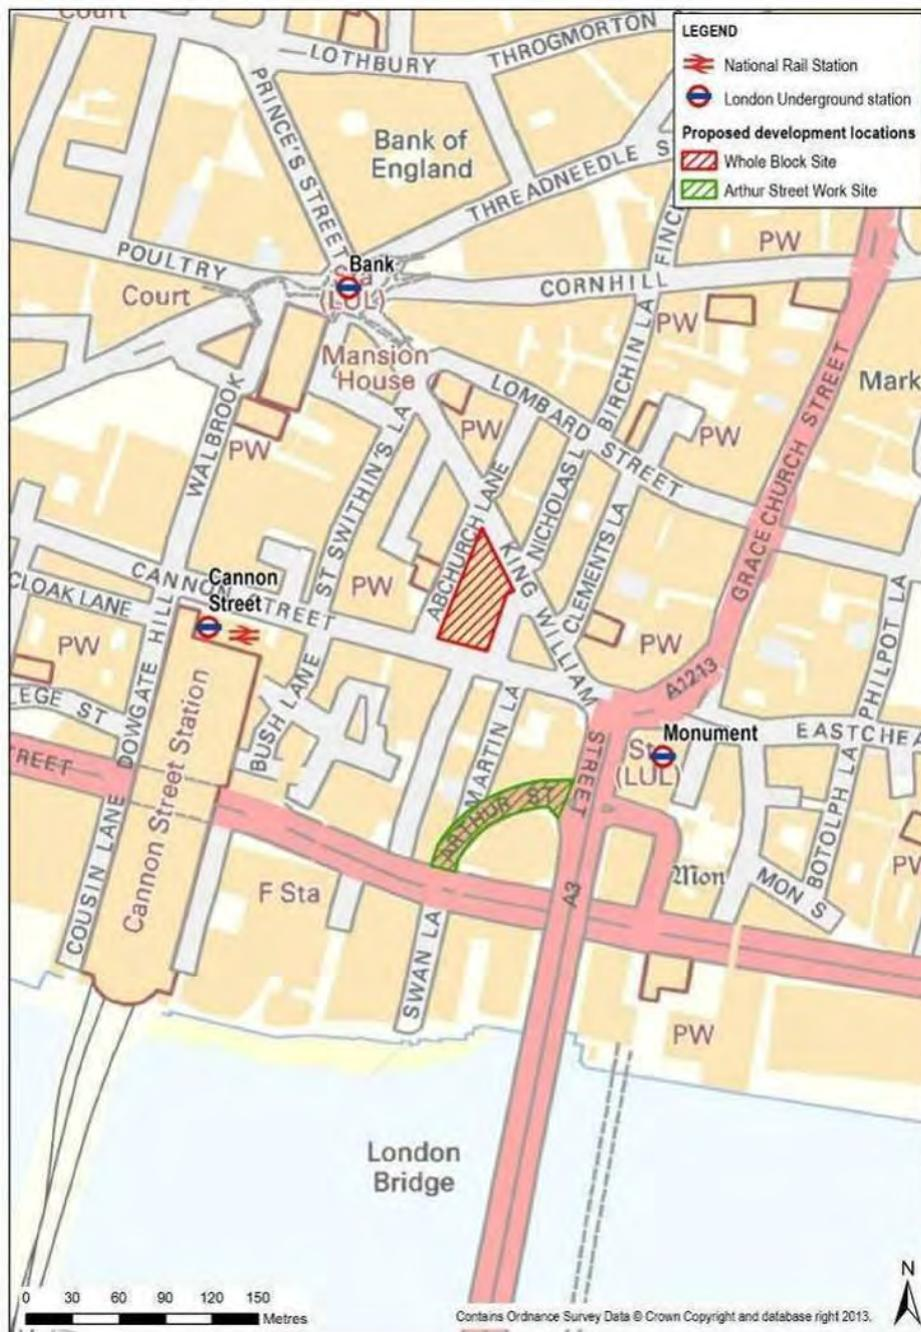 Court
LOTHBURY
THROGMORTON
LEGEND
National Rail Station
London Underground station
Proposed development locations
Whole Block Site
Arthur Street Work Site
PRINCE'S STREET
Bank of
England
THREADNEEDLE S
FINC
PW
POULTRY
Bank
(LUL)
Court
CORNHILL
PW
Mansion
House
BIRCHIN LA
LOMBARD STREET
GRACECHURCH STREET
Mark
WALBROOK
PW
ST SWITHIN'S LA
PW
ABCHURCH LANE
NICHOLAS L
PW
CLEMENTS LA
CANNON STREET
Cannon
Street
CLOAK LANE
PW
PW
KING WILLIAM STREET
PW
PHILPOT LA
DOWGATE HILL
LEGE ST
BUSH LANE
A1213
Monument
St
(LUL)
EASTCHEA
TREET
MARTIN LA
ARTHUR ST
BOTOLPH LA
PW
Cannon Street Station
COUSIN LANE
F Sta
Mon
MON S
A3
SWAN LA
PW
London
Bridge
N
0 30 60 90 120 150
Metres
Contains Ordnance Survey Data © Crown Copyright and database right 2013.